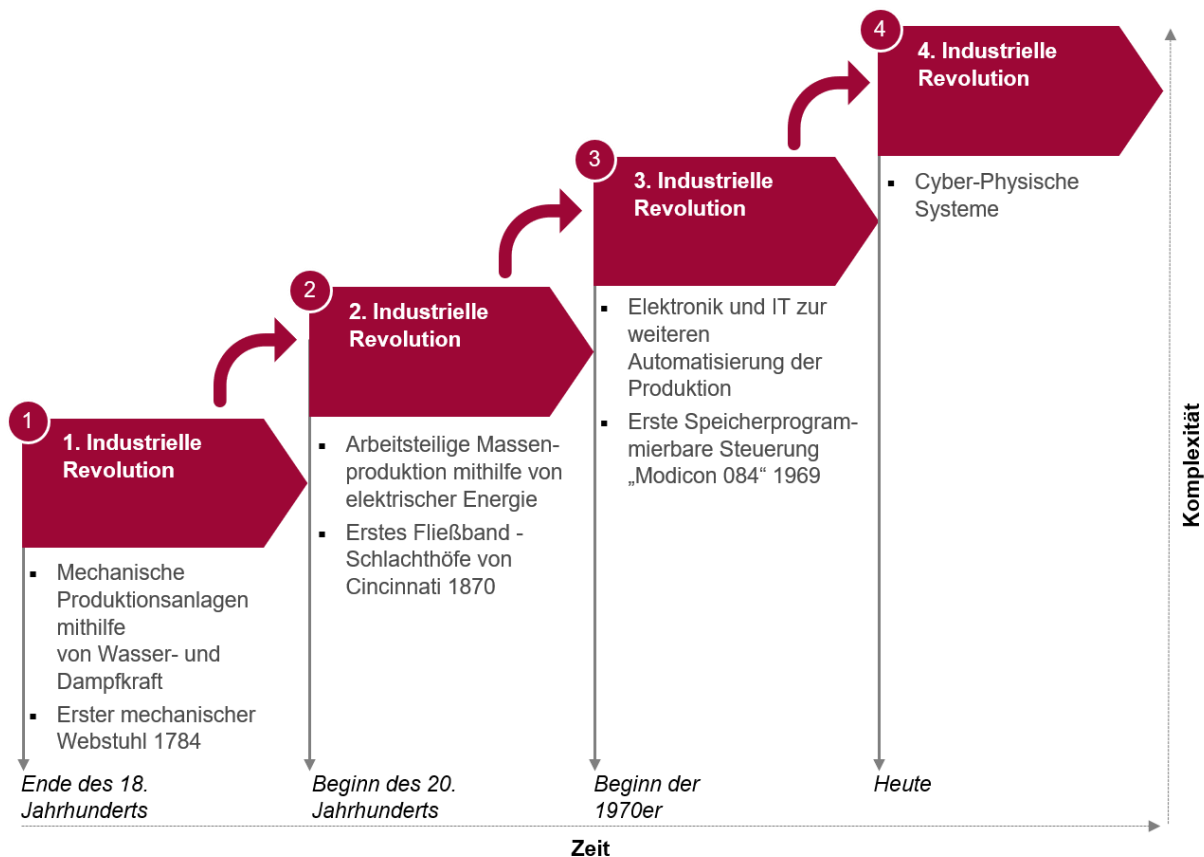 1
1. Industrielle
Revolution
▪ Mechanische
Produktionsanlagen
mithilfe
von Wasser- und
Dampfkraft
▪ Erster mechanischer
Webstuhl 1784
Ende des 18.
Jahrhunderts
2
2. Industrielle
Revolution
▪ Arbeitsteilige Massen-
produktion mithilfe von
elektrischer Energie
▪ Erstes Fließband -
Schlachthöfe von
Cincinnati 1870
Beginn des 20.
Jahrhunderts
3
3. Industrielle
Revolution
▪ Elektronik und IT zur
weiteren
Automatisierung der
Produktion
▪ Erste Speicherprogram-
mierbare Steuerung
„Modicon 084“ 1969
Beginn der
1970er
4
4. Industrielle
Revolution
▪ Cyber-Physische
Systeme
Heute
Komplexität
Zeit